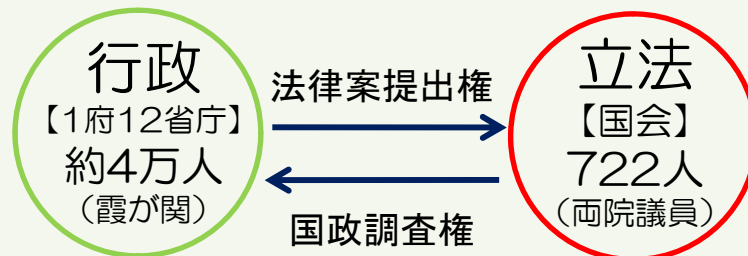 行政
【1府12省庁】
約4万人
（霞が関）
法律案提出権
国政調査権
立法
【国会】
722人
（両院議員）